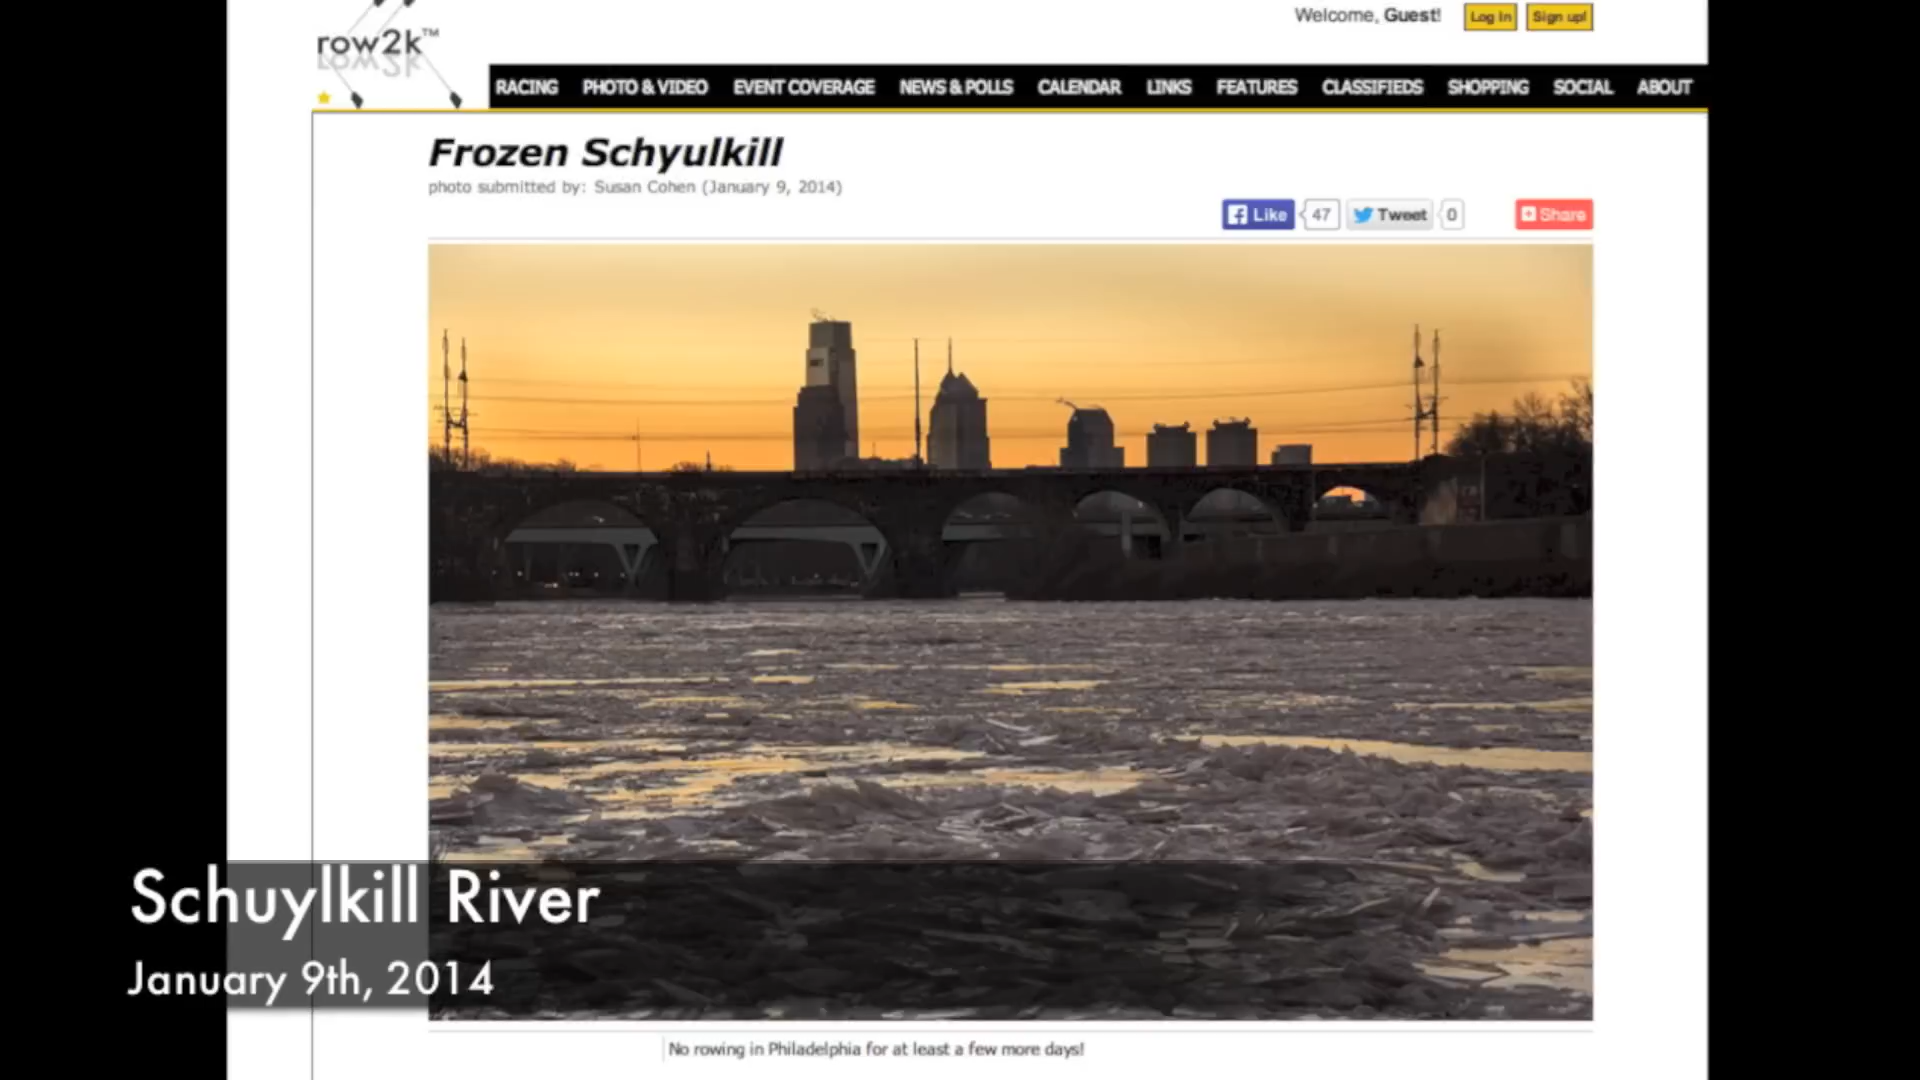 row2k™
Welcome, Guest! Log In Sign up!
RACING PHOTO & VIDEO EVENT COVERAGE NEWS & POLLS CALENDAR LINKS FEATURES CLASSIFIEDS SHOPPING SOCIAL ABOUT
Frozen Schyulkill
photo submitted by: Susan Cohen (January 9, 2014)
Like 47 Tweet 0 Share
Schuylkill River
January 9th, 2014
No rowing in Philadelphia for at least a few more days!